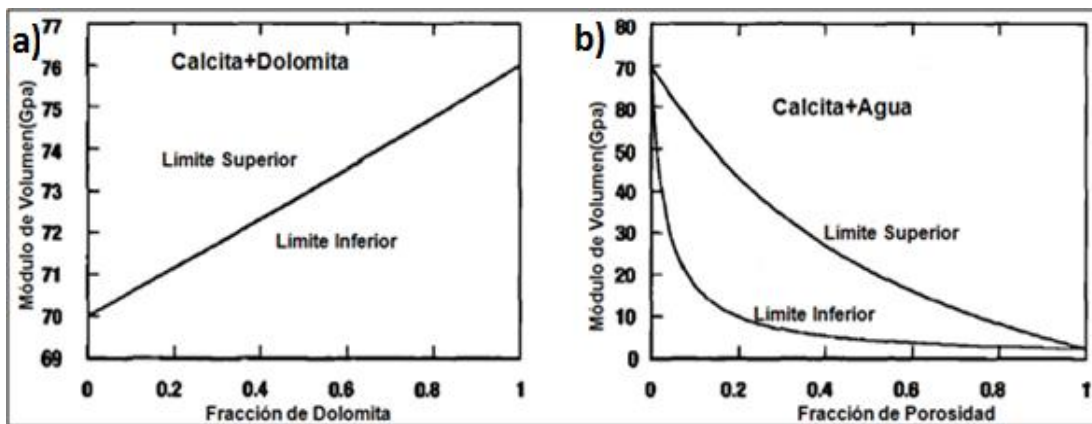 a)
Calcita+Dolomita
Limite Superior
Limite Inferior
Módulo de Volumen(Gpa)
77
76
75
74
73
72
71
70
69
0
0.2
0.4
0.6
0.8
1
Fracción de Dolomita
b)
Calcita+Agua
Limite Superior
Limite Inferior
Módulo de Volumen(Gpa)
80
70
60
50
40
30
20
10
0
0
0.2
0.4
0.6
0.8
1
Fracción de Porosidad